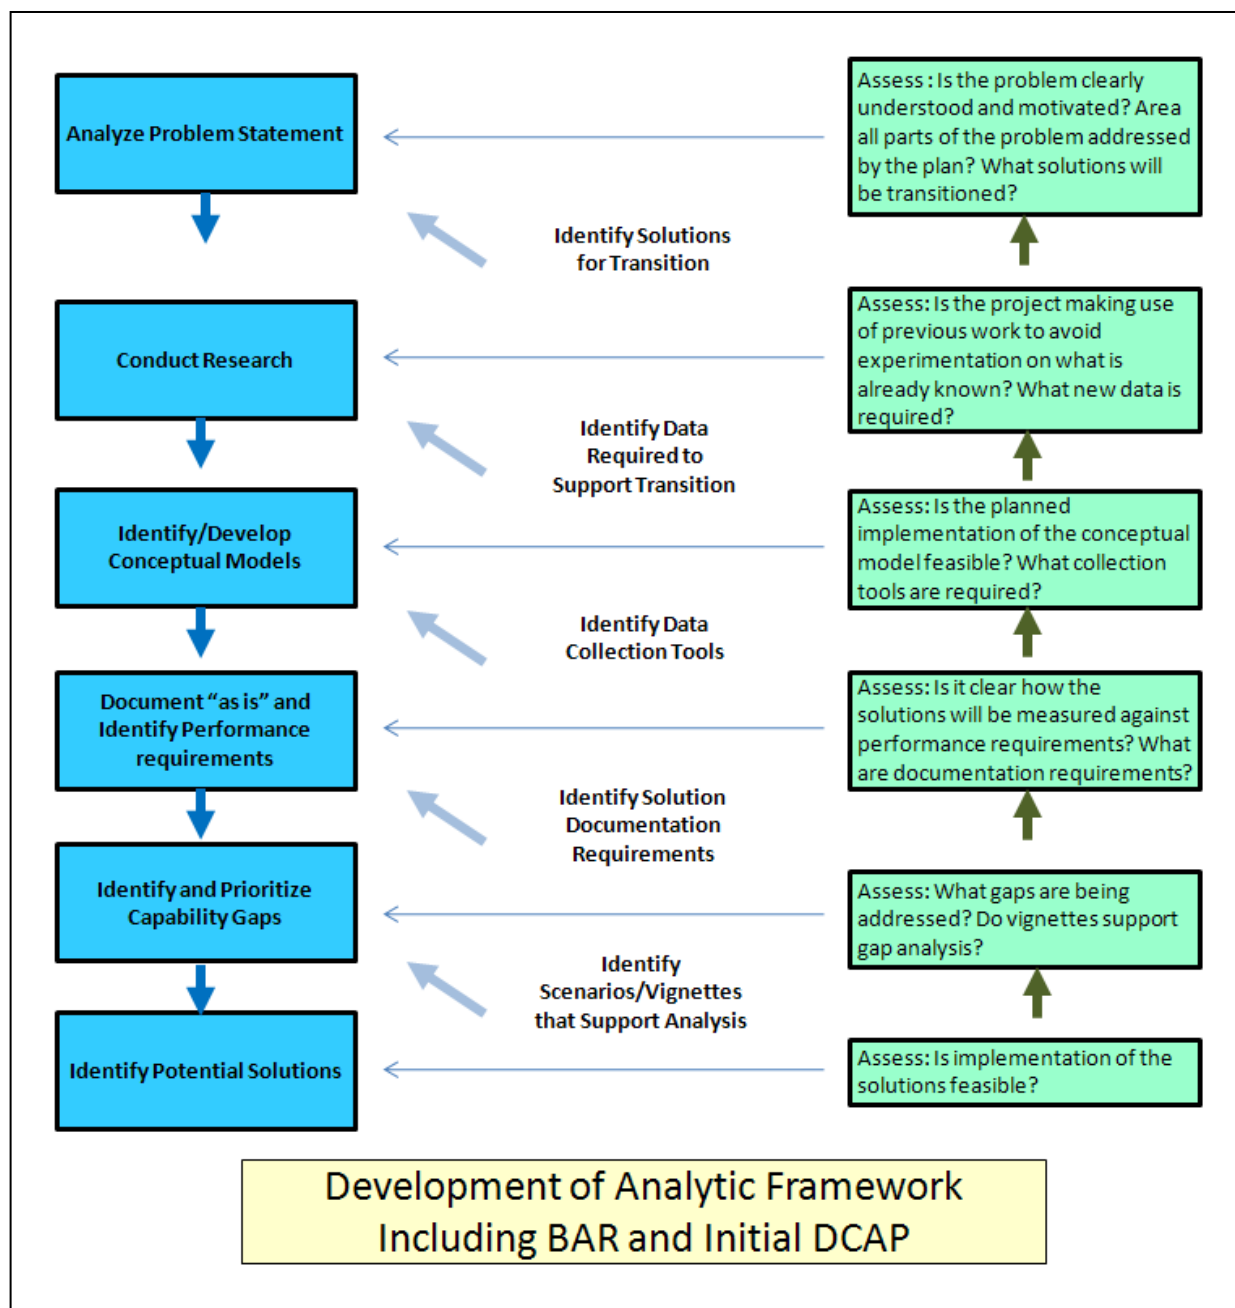 Analyze Problem Statement
Assess : Is the problem clearly
understood and motivated? Area
all parts of the problem addressed
by the plan? What solutions will
be transitioned?
Identify Solutions
for Transition
Conduct Research
Assess: Is the project making use
of previous work to avoid
experimentation on what is
already known? What new data is
required?
Identify Data
Required to
Support Transition
Identify/Develop
Conceptual Models
Assess: Is the planned
implementation of the conceptual
model feasible? What collection
tools are required?
Identify Data
Collection Tools
Document “as is” and
Identify Performance
requirements
Assess: Is it clear how the
solutions will be measured against
performance requirements? What
are documentation requirements?
Identify Solution
Documentation
Requirements
Identify and Prioritize
Capability Gaps
Assess: What gaps are being
addressed? Do vignettes support
gap analysis?
Identify
Scenarios/Vignettes
that Support Analysis
Identify Potential Solutions
Assess: Is implementation of the
solutions feasible?
Development of Analytic Framework
Including BAR and Initial DCAP